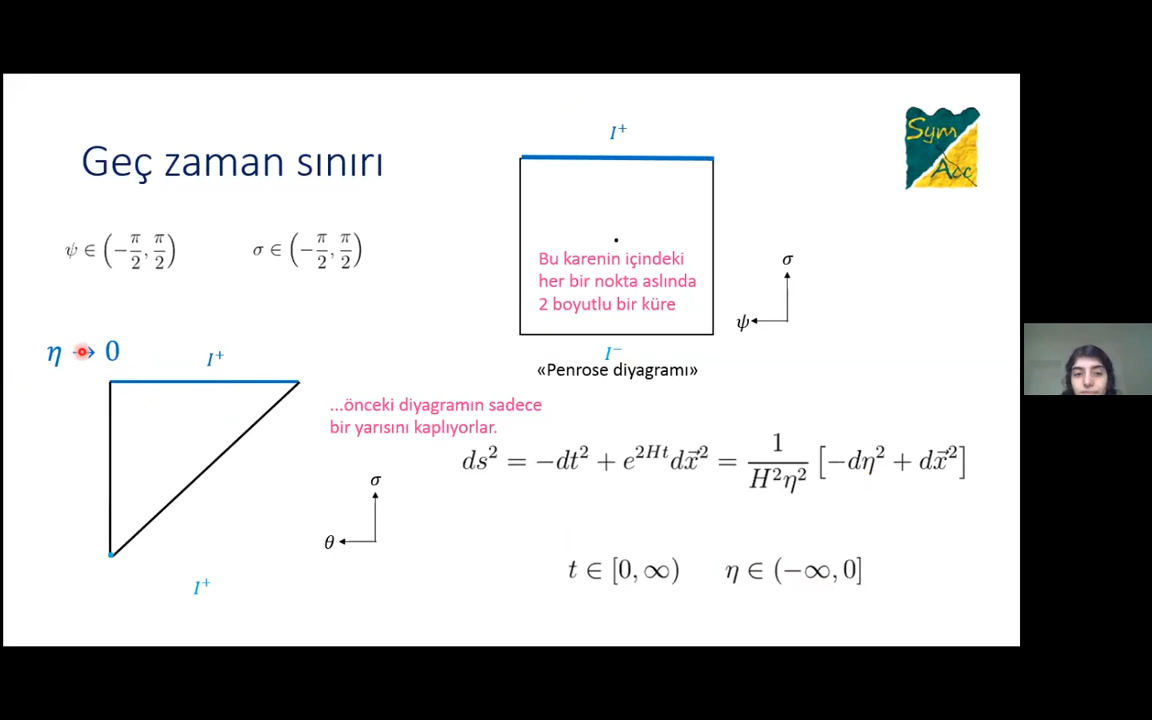 Geç zaman sınırı
Sym
Acc
ψ ∈ (−π/2, π/2)
σ ∈ (−π/2, π/2)
I⁺
Bu karenin içindeki
her bir nokta aslında
2 boyutlu bir küre
σ
ψ
I⁻
«Penrose diyagramı»
η → 0
I⁺
...önceki diyagramın sadece
bir yarısını kaplıyorlar.
ds² = −dt² + e²ᴴᵗdx⃗² = 1/(H²η²) [−dη² + dx⃗²]
σ
θ
I⁺
t ∈ [0, ∞)
η ∈ (−∞, 0]